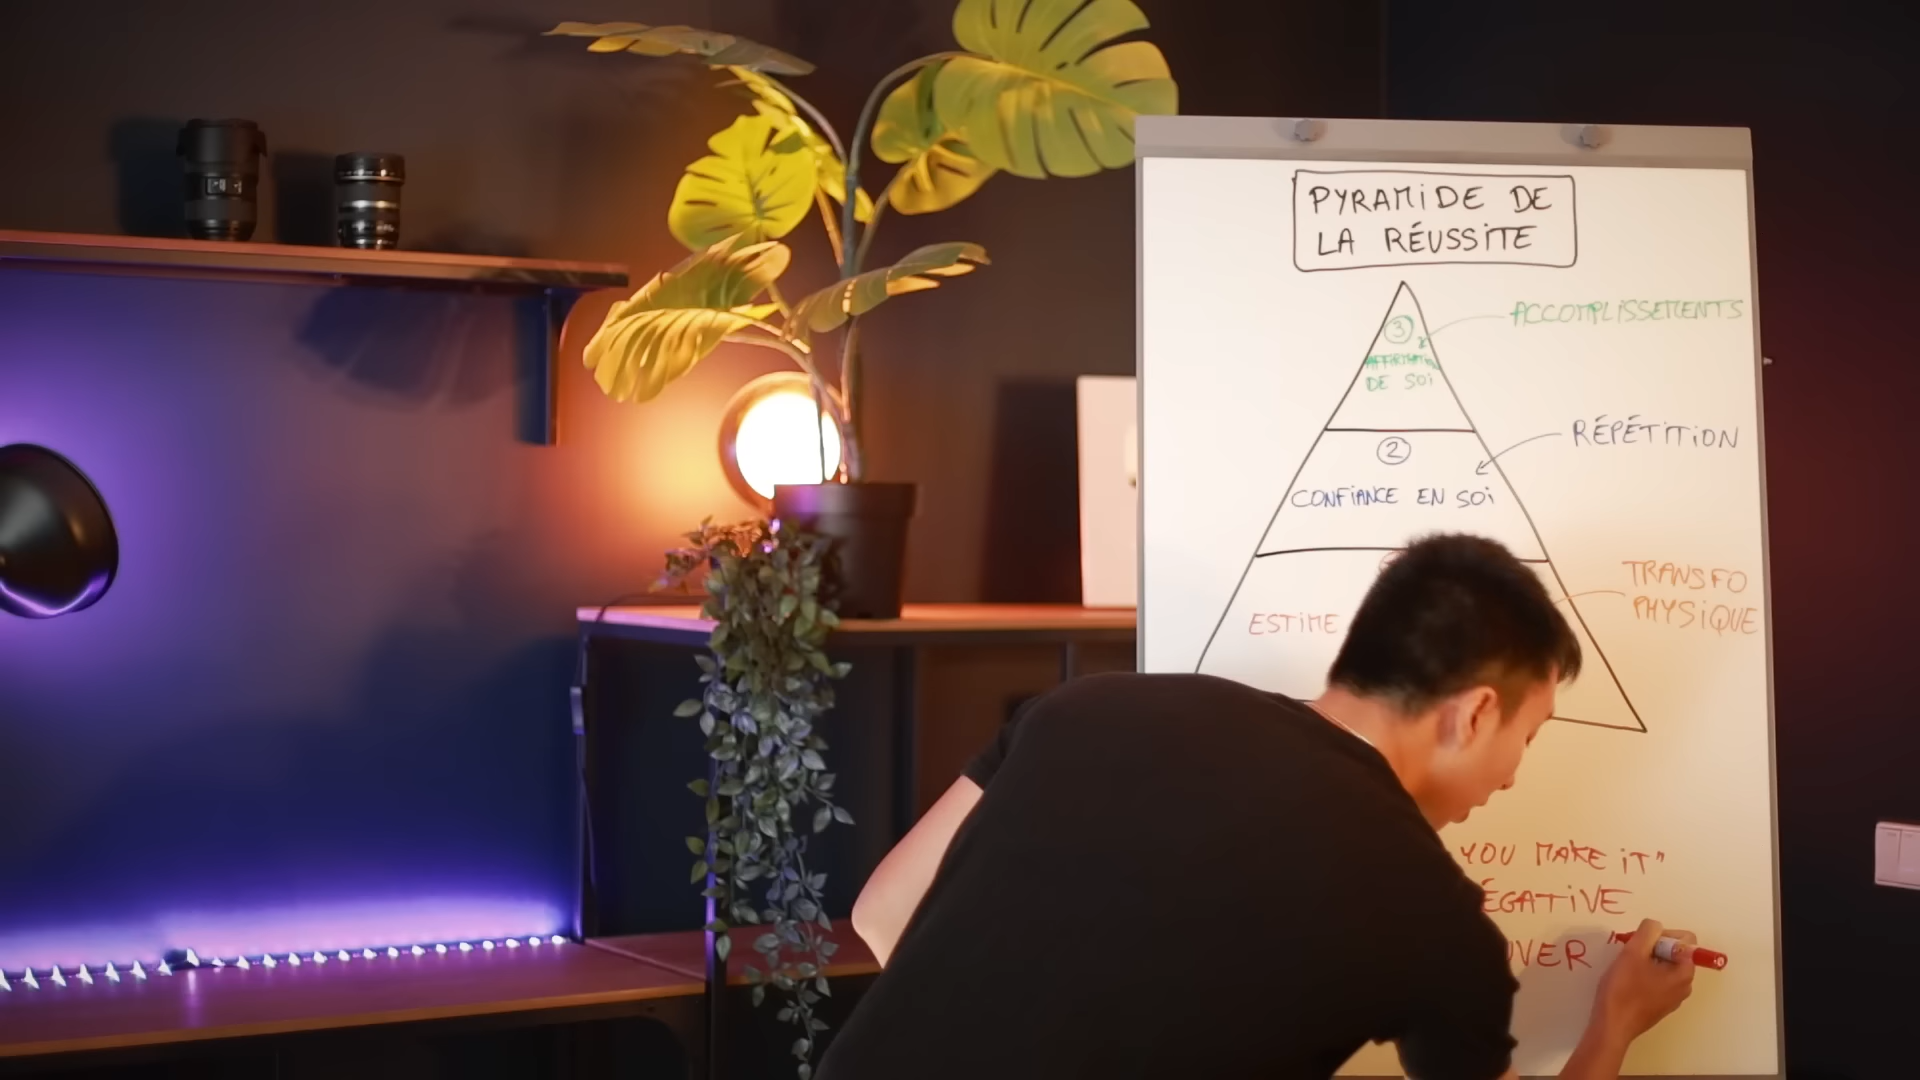 PYRAMIDE DE
LA RÉUSSITE
ACCOMPLISSEMENTS
3
AFFIRMATION
DE SOi
RÉPÉTITION
2
CONFIANCE EN SOi
TRANSFO
PHYSIQUE
ESTIME
YOU MAKE iT"
ÉGATIVE
UVER "